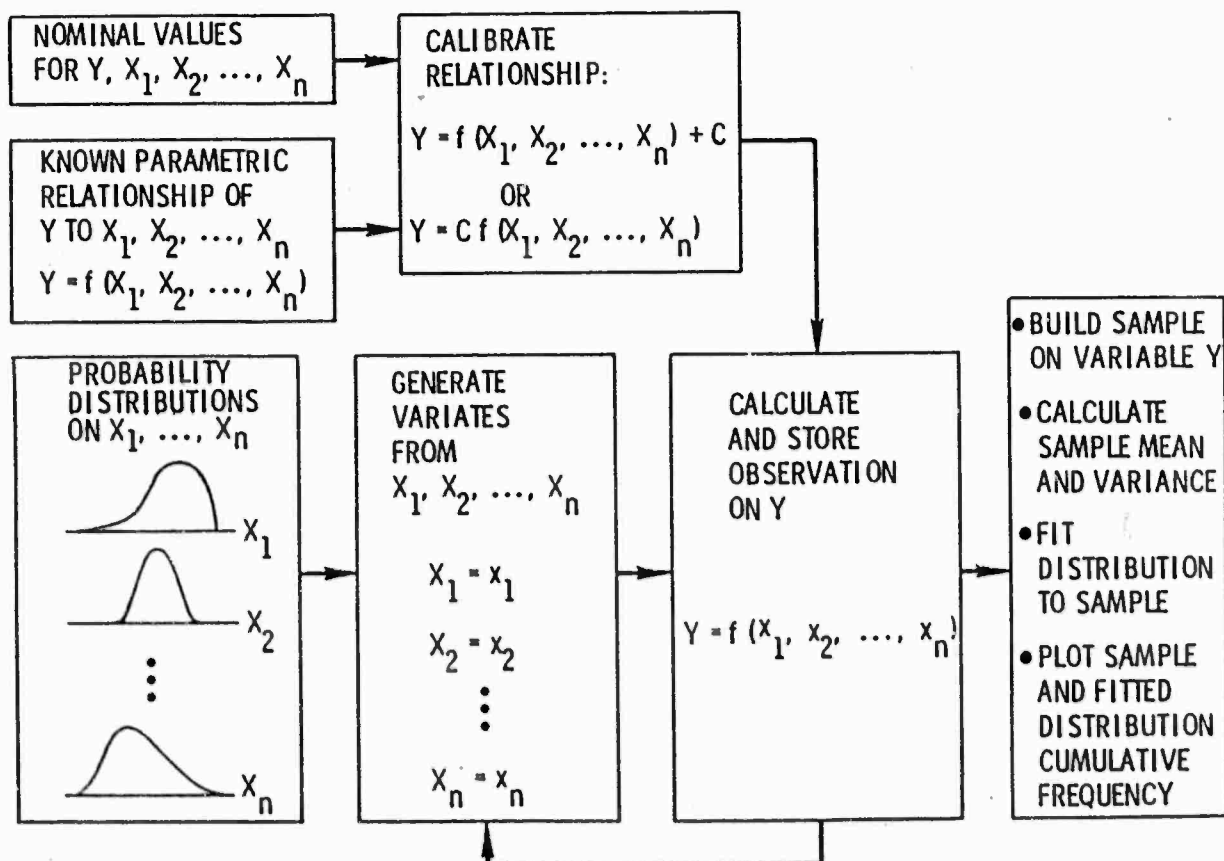 NOMINAL VALUES
FOR Y, X₁, X₂, ..., Xₙ
KNOWN PARAMETRIC
RELATIONSHIP OF
Y TO X₁, X₂, ..., Xₙ
Y = f (X₁, X₂, ..., Xₙ)
CALIBRATE
RELATIONSHIP:
Y = f (X₁, X₂, ..., Xₙ) + C
OR
Y = C f (X₁, X₂, ..., Xₙ)
PROBABILITY
DISTRIBUTIONS
ON X₁, ..., Xₙ
X₁
X₂
Xₙ
GENERATE
VARIATES
FROM
X₁, X₂, ..., Xₙ
X₁ = x₁
X₂ = x₂
Xₙ = xₙ
CALCULATE
AND STORE
OBSERVATION
ON Y
Y = f (x₁, x₂, ..., xₙ)
• BUILD SAMPLE
ON VARIABLE Y
• CALCULATE
SAMPLE MEAN
AND VARIANCE
• FIT
DISTRIBUTION
TO SAMPLE
• PLOT SAMPLE
AND FITTED
DISTRIBUTION
CUMULATIVE
FREQUENCY